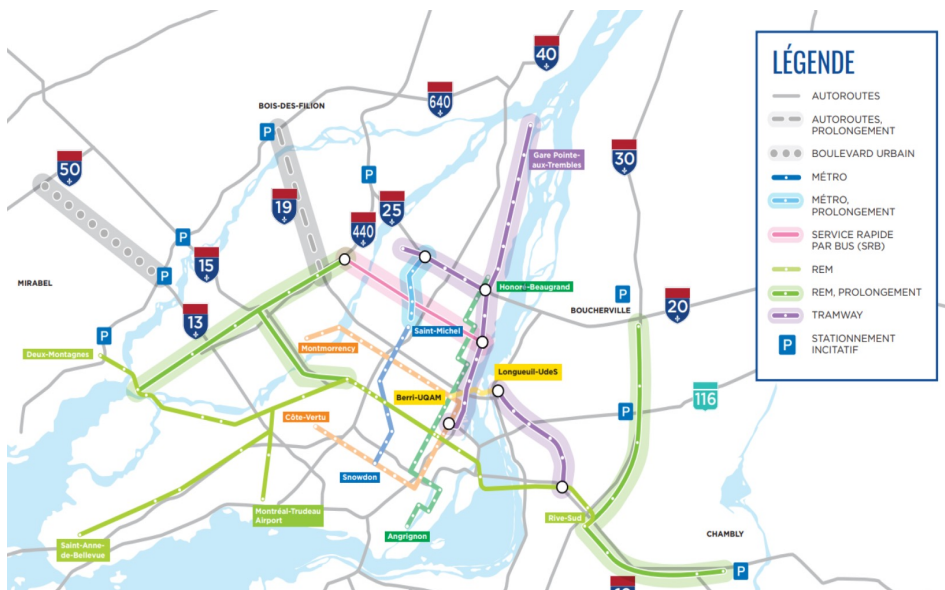 40
BOIS-DES-FILION
640
P
LÉGENDE
AUTOROUTES
AUTOROUTES,
PROLONGEMENT
BOULEVARD URBAIN
MÉTRO
MÉTRO,
PROLONGEMENT
SERVICE RAPIDE
PAR BUS (SRB)
REM
REM, PROLONGEMENT
TRAMWAY
P
STATIONNEMENT
INCITATIF
50
P
25
19
440
30
Gare Pointe-
aux-Trembles
P
15
P
MIRABEL
13
Honoré-Beaugrand
P
BOUCHERVILLE
20
P
Saint-Michel
Deux-Montagnes
Montmorrency
Longueuil-UdeS
Berri-UQAM
116
P
Côte-Vertu
Snowdon
Montréal-Trudeau
Airport
Rive-Sud
Angrignon
CHAMBLY
Saint-Anne-
de-Bellevue
P